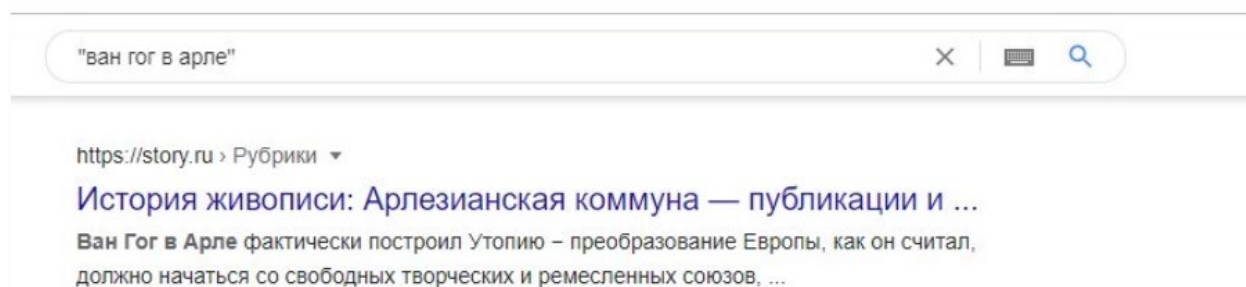 "ван гог в арле"
https://story.ru › Рубрики
История живописи: Арлезианская коммуна — публикации и ...
Ван Гог в Арле фактически построил Утопию – преобразование Европы, как он считал,
должно начаться со свободных творческих и ремесленных союзов, ...